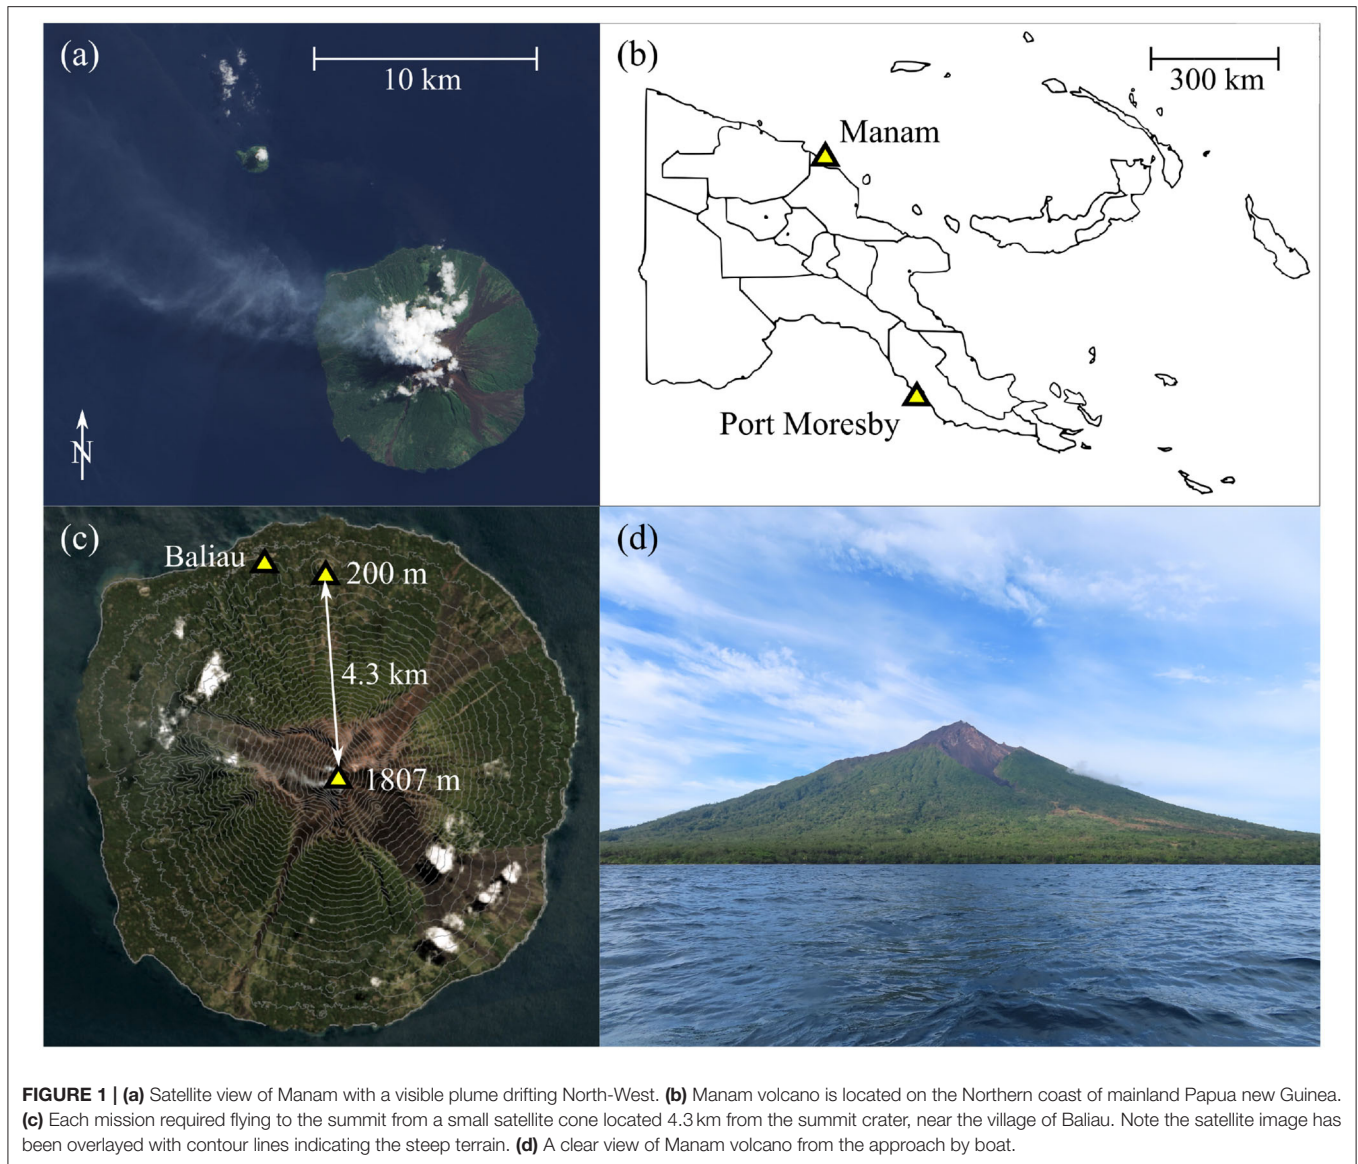 (a)
10 km
N
(b)
300 km
Manam
Port Moresby
(c)
Baliau
200 m
4.3 km
1807 m
(d)
FIGURE 1 | (a) Satellite view of Manam with a visible plume drifting North-West. (b) Manam volcano is located on the Northern coast of mainland Papua new Guinea.
(c) Each mission required flying to the summit from a small satellite cone located 4.3 km from the summit crater, near the village of Baliau. Note the satellite image has
been overlayed with contour lines indicating the steep terrain. (d) A clear view of Manam volcano from the approach by boat.